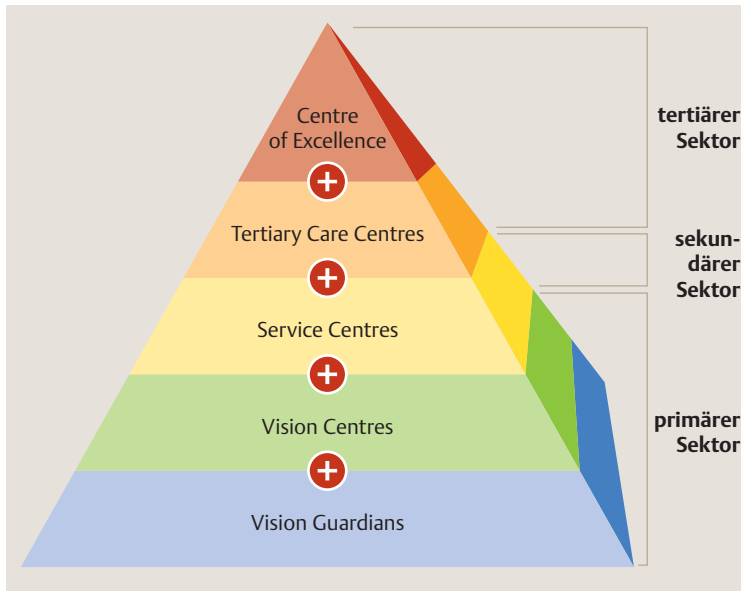 Centre
of Excellence
tertiärer
Sektor
+
Tertiary Care Centres
sekun-
därer
Sektor
+
Service Centres
+
Vision Centres
primärer
Sektor
+
Vision Guardians